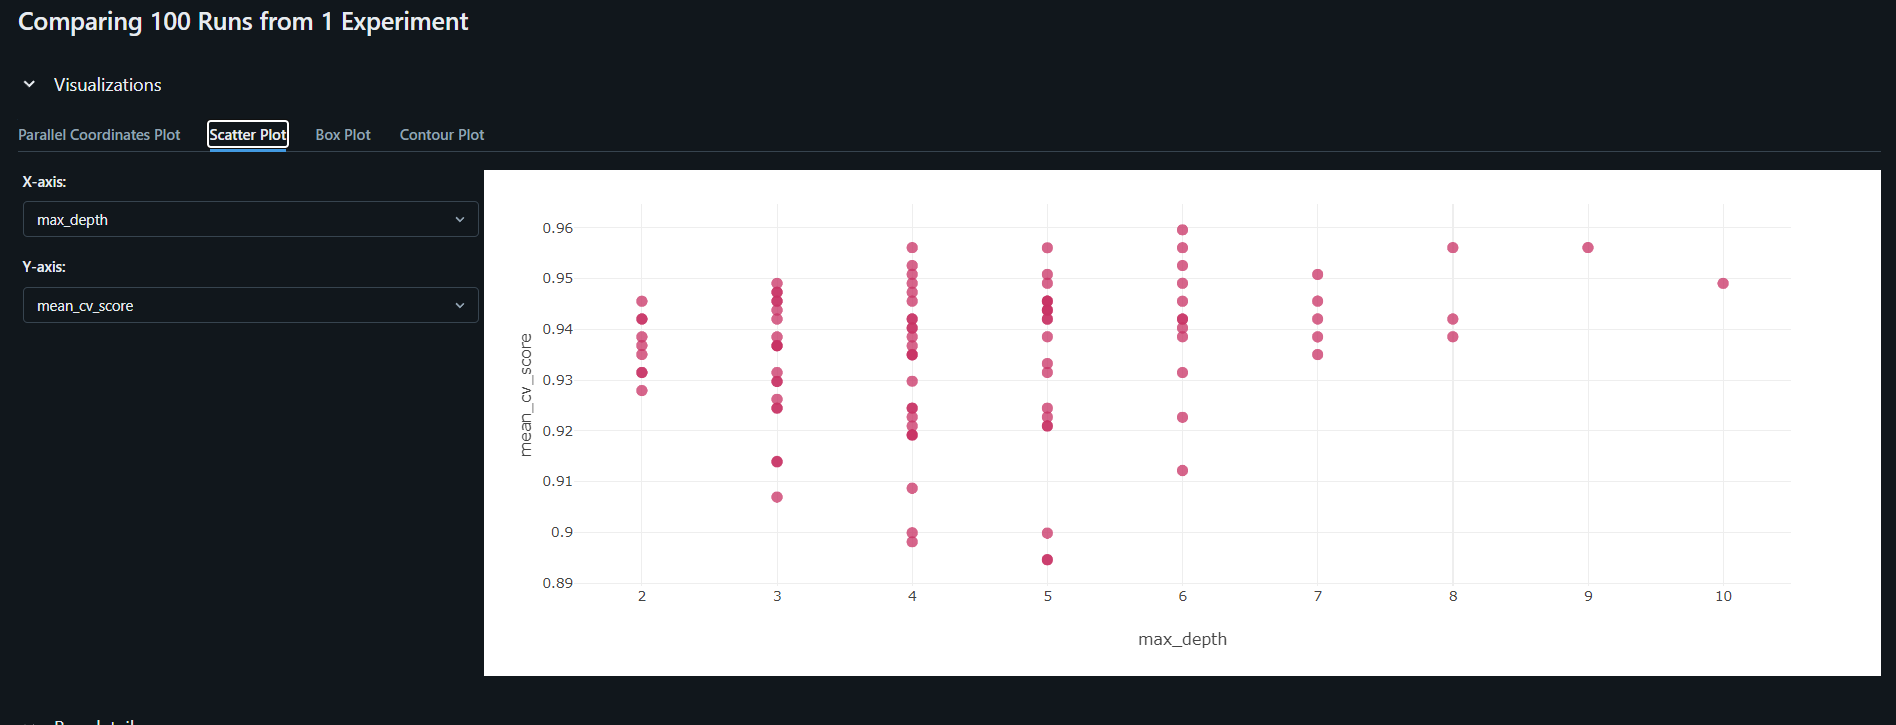 Comparing 100 Runs from 1 Experiment
Visualizations
Parallel Coordinates Plot Scatter Plot Box Plot Contour Plot
X-axis:
max_depth
Y-axis:
mean_cv_score
mean_cv_score
0.96
0.95
0.94
0.93
0.92
0.91
0.9
0.89
2 3 4 5 6 7 8 9 10
max_depth